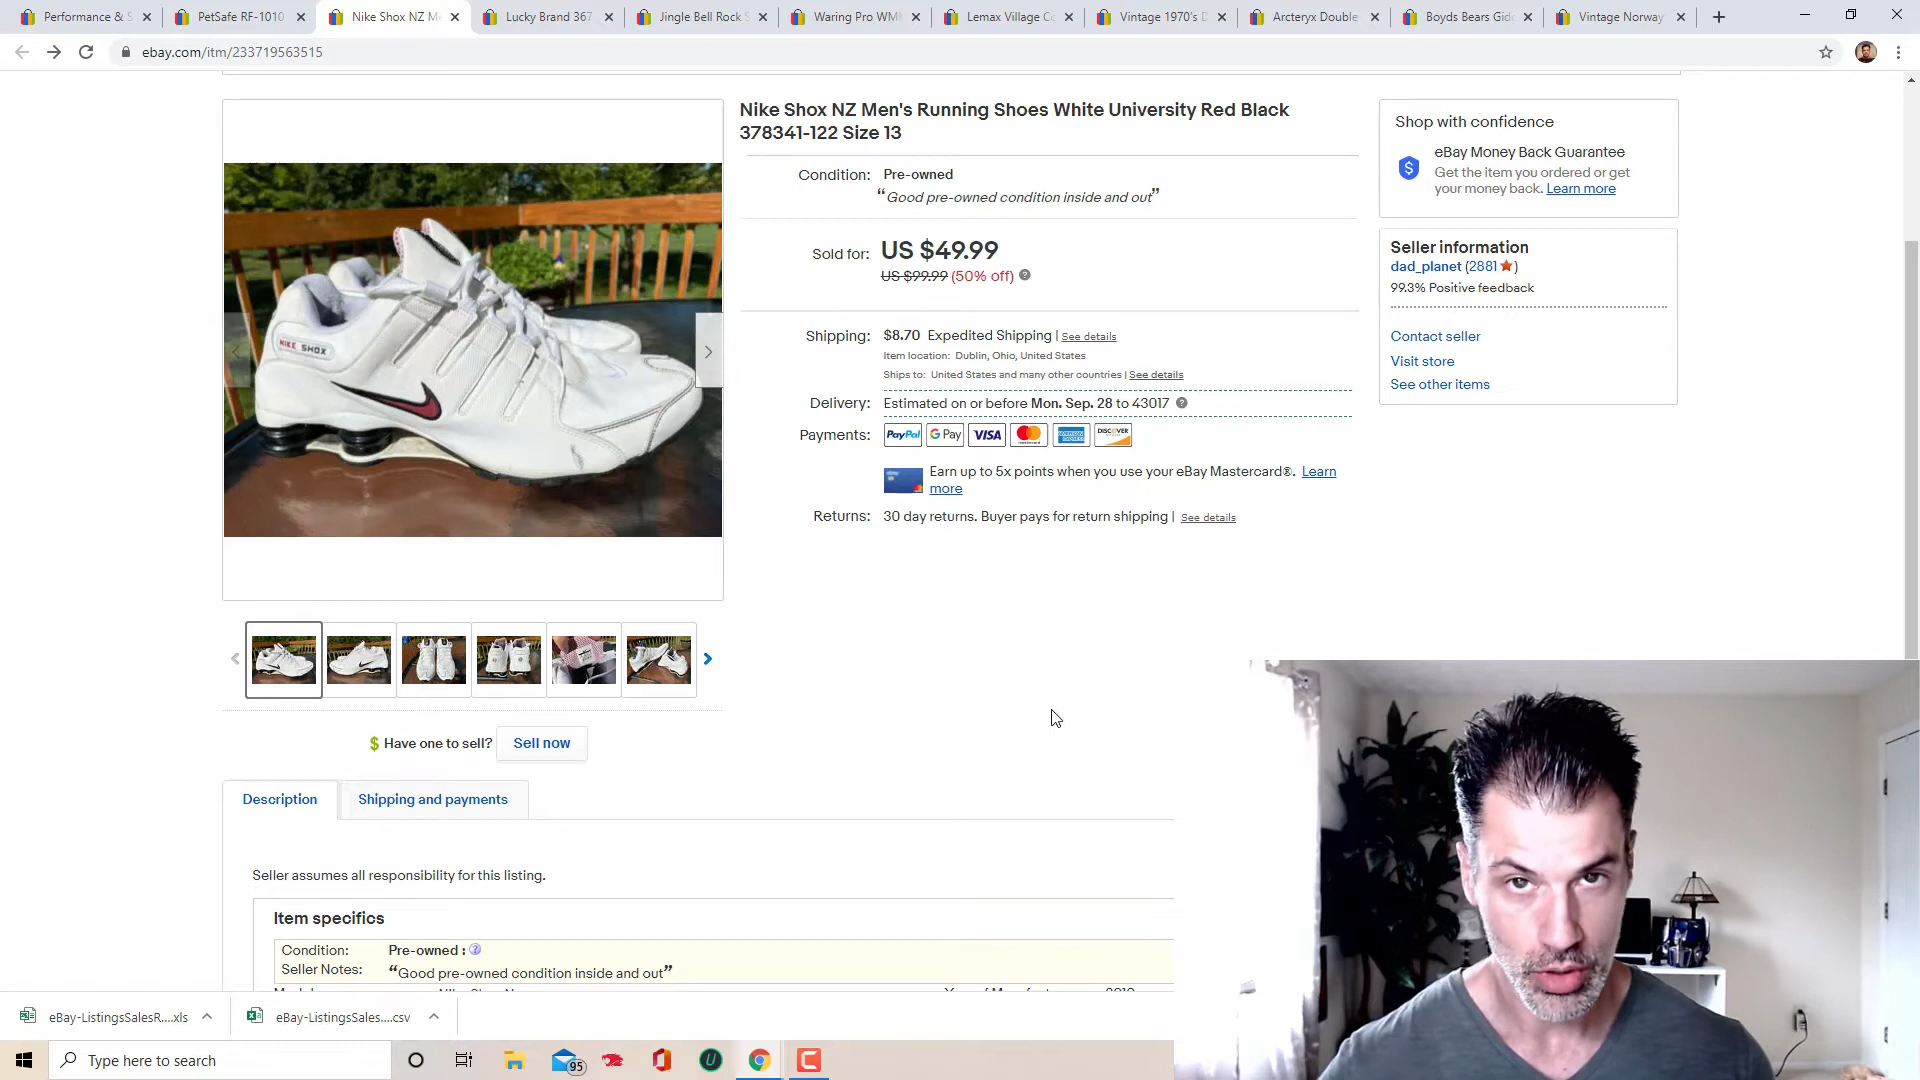 Performance & S
PetSafe RF-1010
Nike Shox NZ Me
Lucky Brand 367
Jingle Bell Rock S
Waring Pro WMK
Lemax Village Co
Vintage 1970's D
Arcteryx Double
Boyds Bears Gid
Vintage Norway
ebay.com/itm/233719563515
Nike Shox NZ Men's Running Shoes White University Red Black
378341-122 Size 13
Condition: Pre-owned
“Good pre-owned condition inside and out”
Sold for: US $49.99
US $99.99 (50% off)
Shipping: $8.70 Expedited Shipping | See details
Item location: Dublin, Ohio, United States
Ships to: United States and many other countries | See details
Delivery: Estimated on or before Mon. Sep. 28 to 43017
Payments: PayPal G Pay VISA DISCOVER
Earn up to 5x points when you use your eBay Mastercard®. Learn
more
Returns: 30 day returns. Buyer pays for return shipping | See details
Shop with confidence
eBay Money Back Guarantee
Get the item you ordered or get
your money back. Learn more
Seller information
dad_planet (2881 )
99.3% Positive feedback
Contact seller
Visit store
See other items
NIKE SHOX
$ Have one to sell? Sell now
Description
Shipping and payments
Seller assumes all responsibility for this listing.
Item specifics
Condition: Pre-owned :
Seller Notes: “Good pre-owned condition inside and out”
eBay-ListingsSalesR....xls
eBay-ListingsSales....csv
Type here to search
95